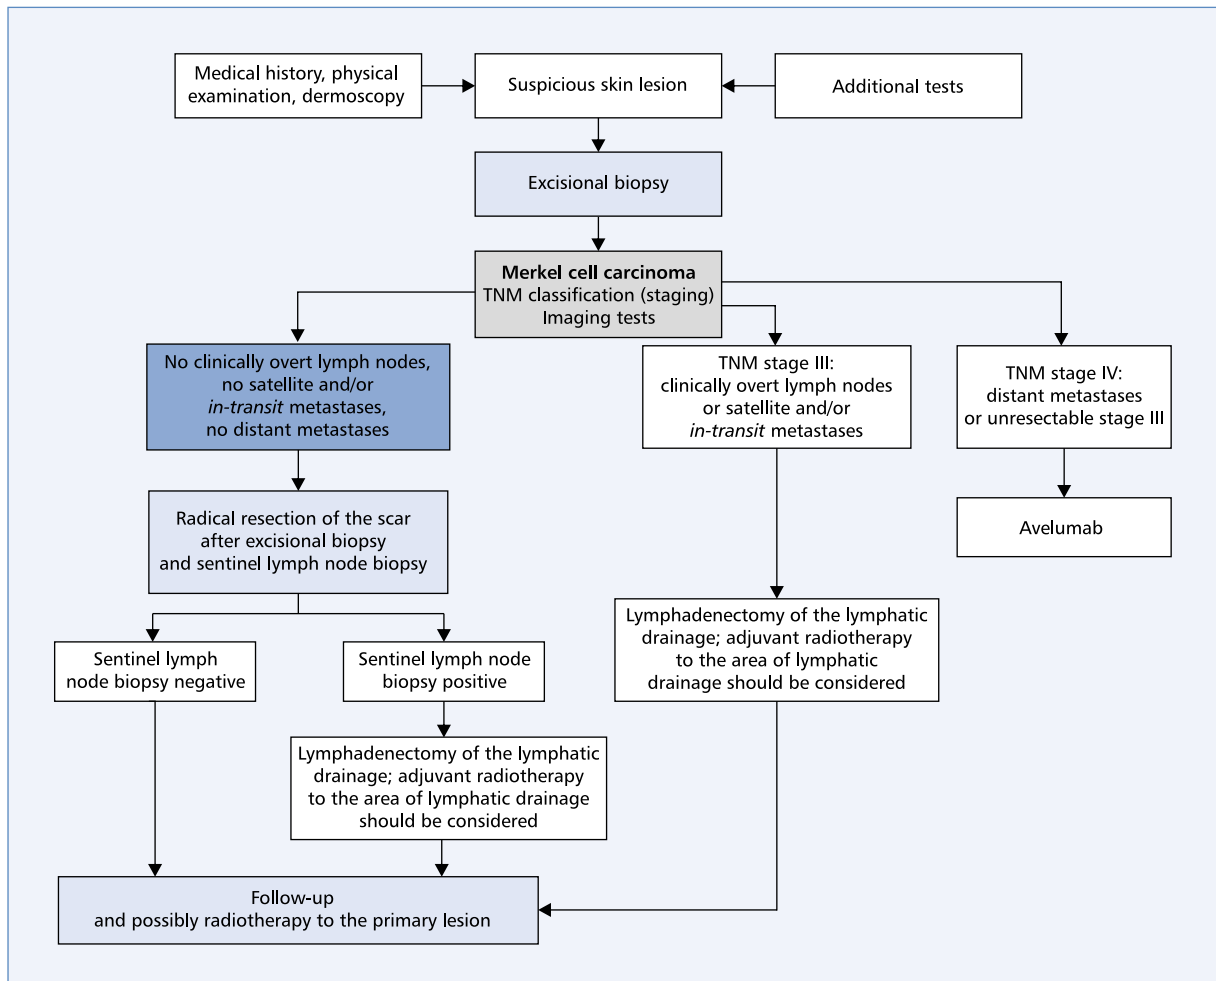 Medical history, physical
examination, dermoscopy
Suspicious skin lesion
Additional tests
Excisional biopsy
Merkel cell carcinoma
TNM classification (staging)
Imaging tests
No clinically overt lymph nodes,
no satellite and/or
in-transit metastases,
no distant metastases
TNM stage III:
clinically overt lymph nodes
or satellite and/or
in-transit metastases
TNM stage IV:
distant metastases
or unresectable stage III
Radical resection of the scar
after excisional biopsy
and sentinel lymph node biopsy
Avelumab
Sentinel lymph
node biopsy negative
Sentinel lymph node
biopsy positive
Lymphadenectomy of the lymphatic
drainage; adjuvant radiotherapy
to the area of lymphatic
drainage should be considered
Lymphadenectomy of the lymphatic
drainage; adjuvant radiotherapy
to the area of lymphatic drainage
should be considered
Follow-up
and possibly radiotherapy to the primary lesion